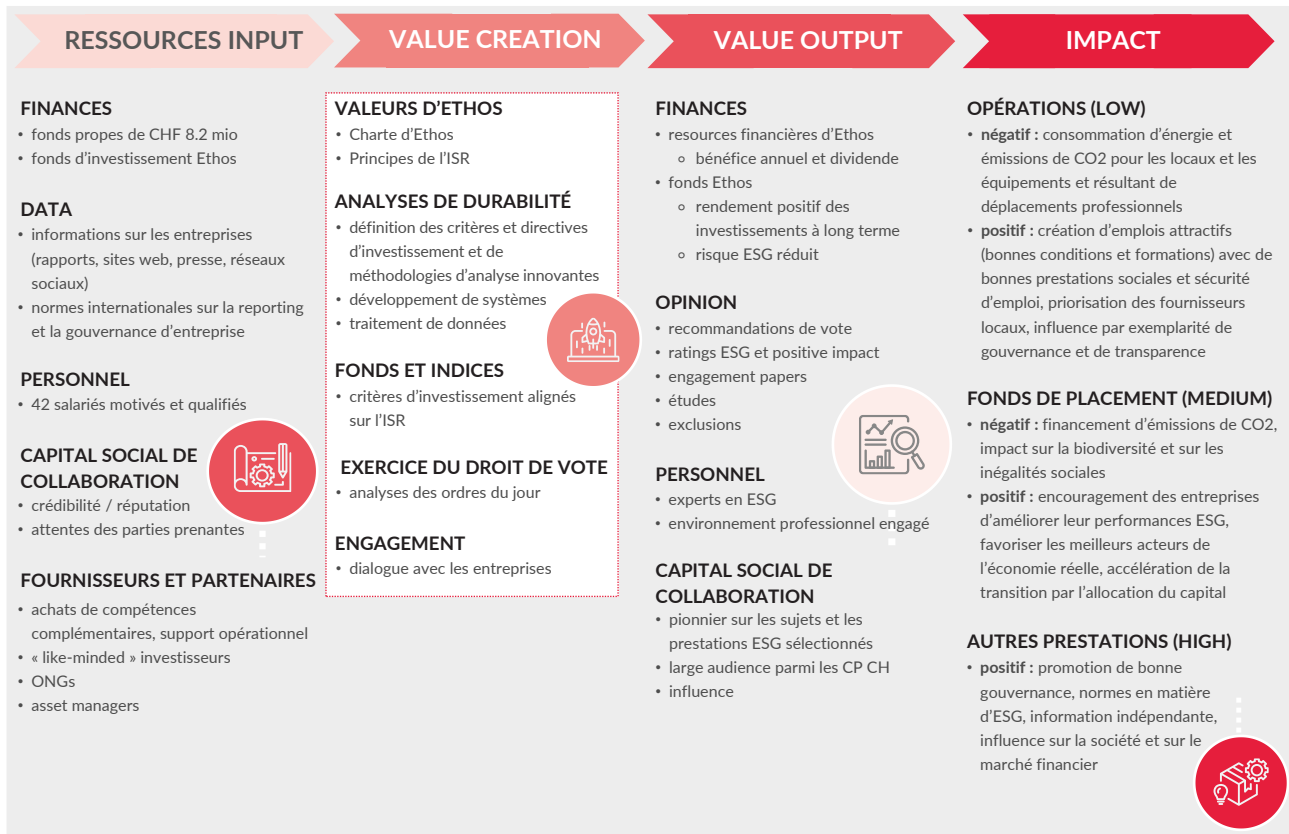 RESSOURCES INPUT
FINANCES
• fonds propes de CHF 8.2 mio
• fonds d'investissement Ethos
DATA
• informations sur les entreprises
(rapports, sites web, presse, réseaux
sociaux)
• normes internationales sur la reporting
et la gouvernance d'entreprise
PERSONNEL
• 42 salariés motivés et qualifiés
CAPITAL SOCIAL DE
COLLABORATION
• crédibilité / réputation
• attentes des parties prenantes
FOURNISSEURS ET PARTENAIRES
• achats de compétences
complémentaires, support opérationnel
• « like-minded » investisseurs
• ONGs
• asset managers
VALUE CREATION
VALEURS D'ETHOS
• Charte d'Ethos
• Principes de l'ISR
ANALYSES DE DURABILITÉ
• définition des critères et directives
d'investissement et de
méthodologies d'analyse innovantes
• développement de systèmes
• traitement de données
FONDS ET INDICES
• critères d'investissement alignés
sur l'ISR
EXERCICE DU DROIT DE VOTE
• analyses des ordres du jour
ENGAGEMENT
• dialogue avec les entreprises
VALUE OUTPUT
FINANCES
• resources financières d'Ethos
◦ bénéfice annuel et dividende
• fonds Ethos
◦ rendement positif des
investissements à long terme
◦ risque ESG réduit
OPINION
• recommandations de vote
• ratings ESG et positive impact
• engagement papers
• études
• exclusions
PERSONNEL
• experts en ESG
• environnement professionnel engagé
CAPITAL SOCIAL DE
COLLABORATION
• pionnier sur les sujets et les
prestations ESG sélectionnés
• large audience parmi les CP CH
• influence
IMPACT
OPÉRATIONS (LOW)
• négatif : consommation d'énergie et
émissions de CO2 pour les locaux et les
équipements et résultant de
déplacements professionnels
• positif : création d'emplois attractifs
(bonnes conditions et formations) avec de
bonnes prestations sociales et sécurité
d'emploi, priorisation des fournisseurs
locaux, influence par exemplarité de
gouvernance et de transparence
FONDS DE PLACEMENT (MEDIUM)
• négatif : financement d'émissions de CO2,
impact sur la biodiversité et sur les
inégalités sociales
• positif : encouragement des entreprises
d'améliorer leur performances ESG,
favoriser les meilleurs acteurs de
l'économie réelle, accélération de la
transition par l'allocation du capital
AUTRES PRESTATIONS (HIGH)
• positif : promotion de bonne
gouvernance, normes en matière
d'ESG, information indépendante,
influence sur la société et sur le
marché financier